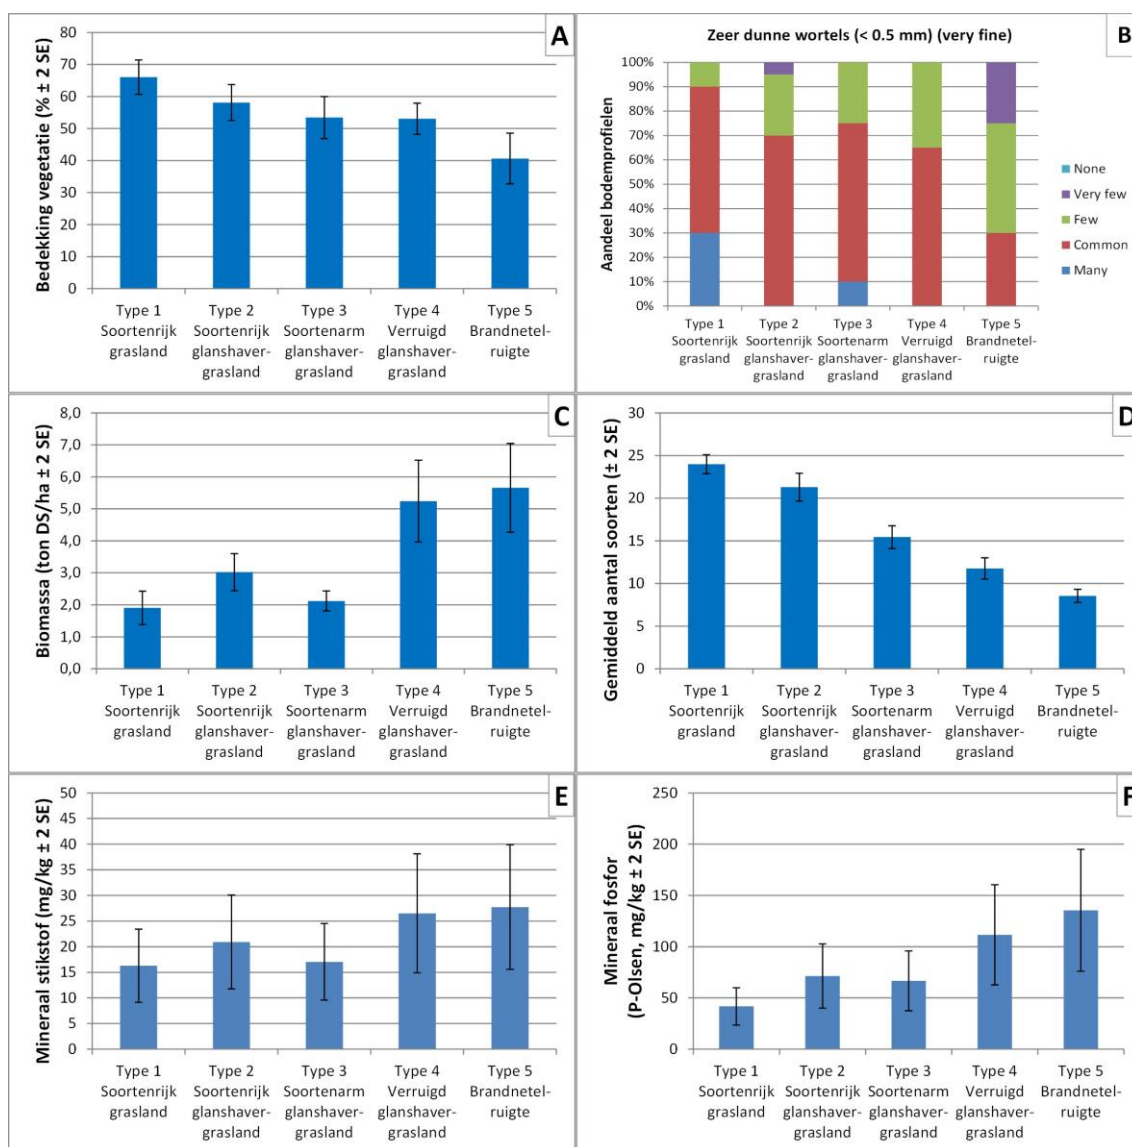 A
Bedekking vegetatie (% ± 2 SE)
80
70
60
50
40
30
20
10
0
Type 1 Type 2 Type 3 Type 4 Type 5
Soortenrijk Soortenrijk Soortenarm Verruigd Brandnetel-
grasland glanshaver- glanshaver- glanshaver- ruigte
grasland grasland grasland
B
Zeer dunne wortels (< 0.5 mm) (very fine)
Aandeel bodemprofielen
100%
90%
80%
70%
60%
50%
40%
30%
20%
10%
0%
Type 1 Type 2 Type 3 Type 4 Type 5
Soortenrijk Soortenrijk Soortenarm Verruigd Brandnetel-
grasland glanshaver- glanshaver- glanshaver- ruigte
grasland grasland grasland
None
Very few
Few
Common
Many
C
Biomassa (ton DS/ha ± 2 SE)
8,0
7,0
6,0
5,0
4,0
3,0
2,0
1,0
0,0
Type 1 Type 2 Type 3 Type 4 Type 5
Soortenrijk Soortenrijk Soortenarm Verruigd Brandnetel-
grasland glanshaver- glanshaver- glanshaver- ruigte
grasland grasland grasland
D
Gemiddeld aantal soorten (± 2 SE)
30
25
20
15
10
5
0
Type 1 Type 2 Type 3 Type 4 Type 5
Soortenrijk Soortenrijk Soortenarm Verruigd Brandnetel-
grasland glanshaver- glanshaver- glanshaver- ruigte
grasland grasland grasland
E
Mineraal stikstof (mg/kg ± 2 SE)
50
45
40
35
30
25
20
15
10
5
0
Type 1 Type 2 Type 3 Type 4 Type 5
Soortenrijk Soortenrijk Soortenarm Verruigd Brandnetel-
grasland glanshaver- glanshaver- glanshaver- ruigte
grasland grasland grasland
F
Mineraal fosfor
(P-Olsen, mg/kg ± 2 SE)
250
200
150
100
50
0
Type 1 Type 2 Type 3 Type 4 Type 5
Soortenrijk Soortenrijk Soortenarm Verruigd Brandnetel-
grasland glanshaver- glanshaver- glanshaver- ruigte
grasland grasland grasland